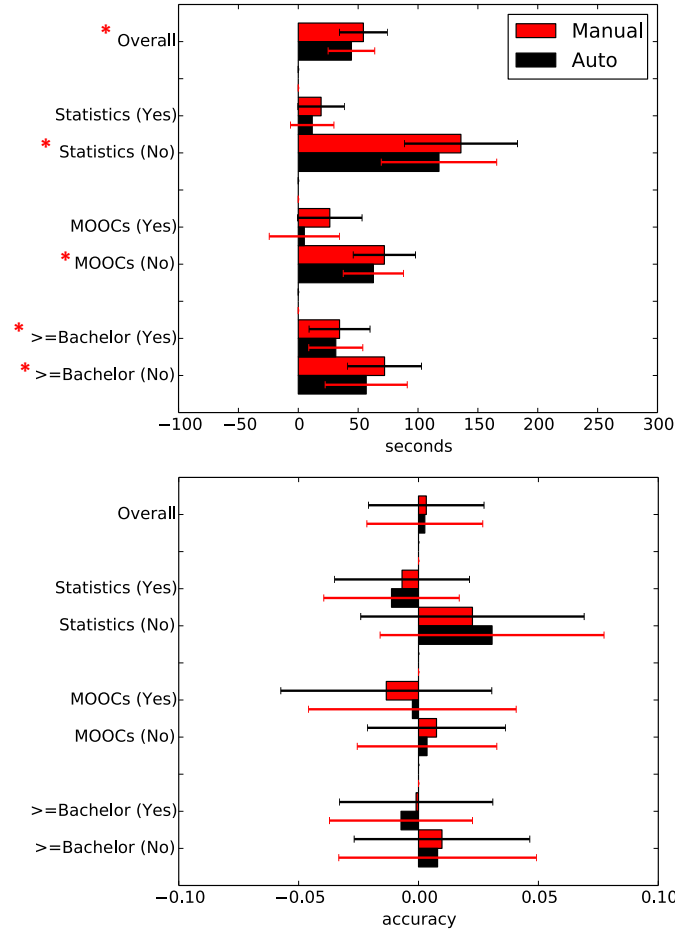 * Overall
Manual
Auto
Statistics (Yes)
* Statistics (No)
MOOCs (Yes)
* MOOCs (No)
* >=Bachelor (Yes)
* >=Bachelor (No)
−100 −50 0 50 100 150 200 250 300
seconds
Overall
Statistics (Yes)
Statistics (No)
MOOCs (Yes)
MOOCs (No)
>=Bachelor (Yes)
>=Bachelor (No)
−0.10 −0.05 0.00 0.05 0.10
accuracy